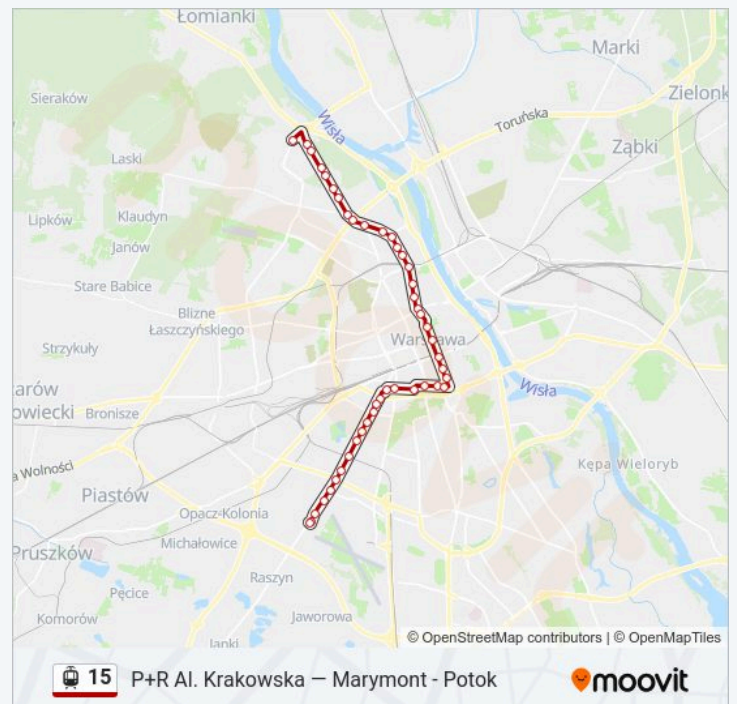 Łomianki
Marki
Zielonk
Sieraków
Wisła
Toruńska
Ząbki
Laski
Lipków
Klaudyn
Janów
Stare Babice
Blizne
Łaszczyńskiego
Warszawa
Strzykuły
arów
owiecki
Bronisze
Wisła
a Wolności
Kępa Wieloryb
Piastów
Opacz-Kolonia
Michałowice
Pruszków
Raszyn
Pęcice
Komorów
Jaworowa
Janki
© OpenStreetMap contributors | © OpenMapTiles
15 P+R Al. Krakowska — Marymont - Potok
moovit